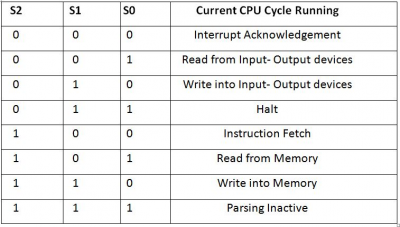 S2 S1 S0 Current CPU Cycle Running
0 0 0 Interrupt Acknowledgement
0 0 1 Read from Input- Output devices
0 1 0 Write into Input- Output devices
0 1 1 Halt
1 0 0 Instruction Fetch
1 0 1 Read from Memory
1 1 0 Write into Memory
1 1 1 Parsing Inactive